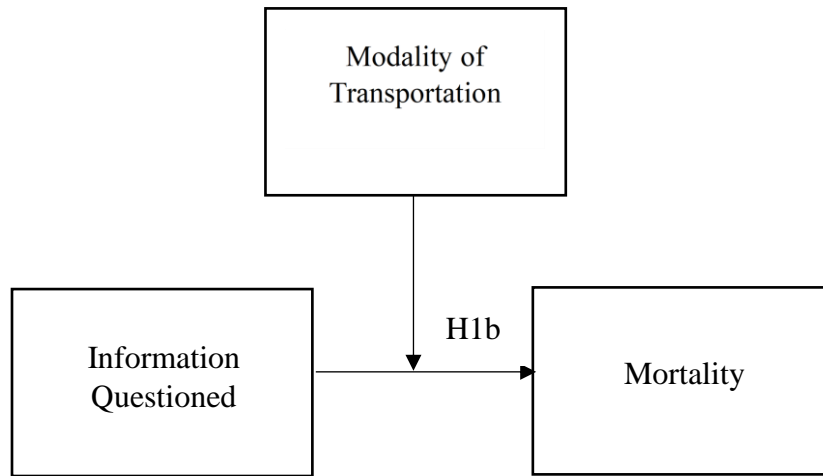 Modality of
Transportation
H1b
Information
Questioned
Mortality